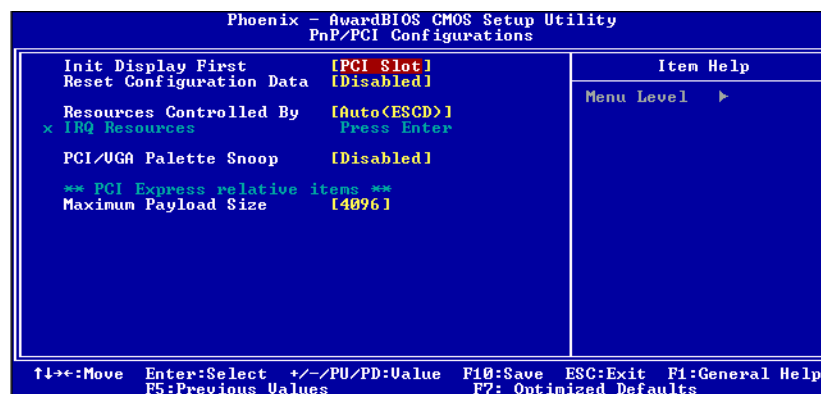 Phoenix - AwardBIOS CMOS Setup Utility
PnP/PCI Configurations
Init Display First [PCI Slot]
Reset Configuration Data [Disabled]
Resources Controlled By [Auto(ESCD)]
x IRQ Resources Press Enter
PCI/VGA Palette Snoop [Disabled]
** PCI Express relative items **
Maximum Payload Size [4096]
Item Help
Menu Level ►
↑↓→←:Move Enter:Select +/-/PU/PD:Value F10:Save ESC:Exit F1:General Help
F5:Previous Values F7: Optimized Defaults